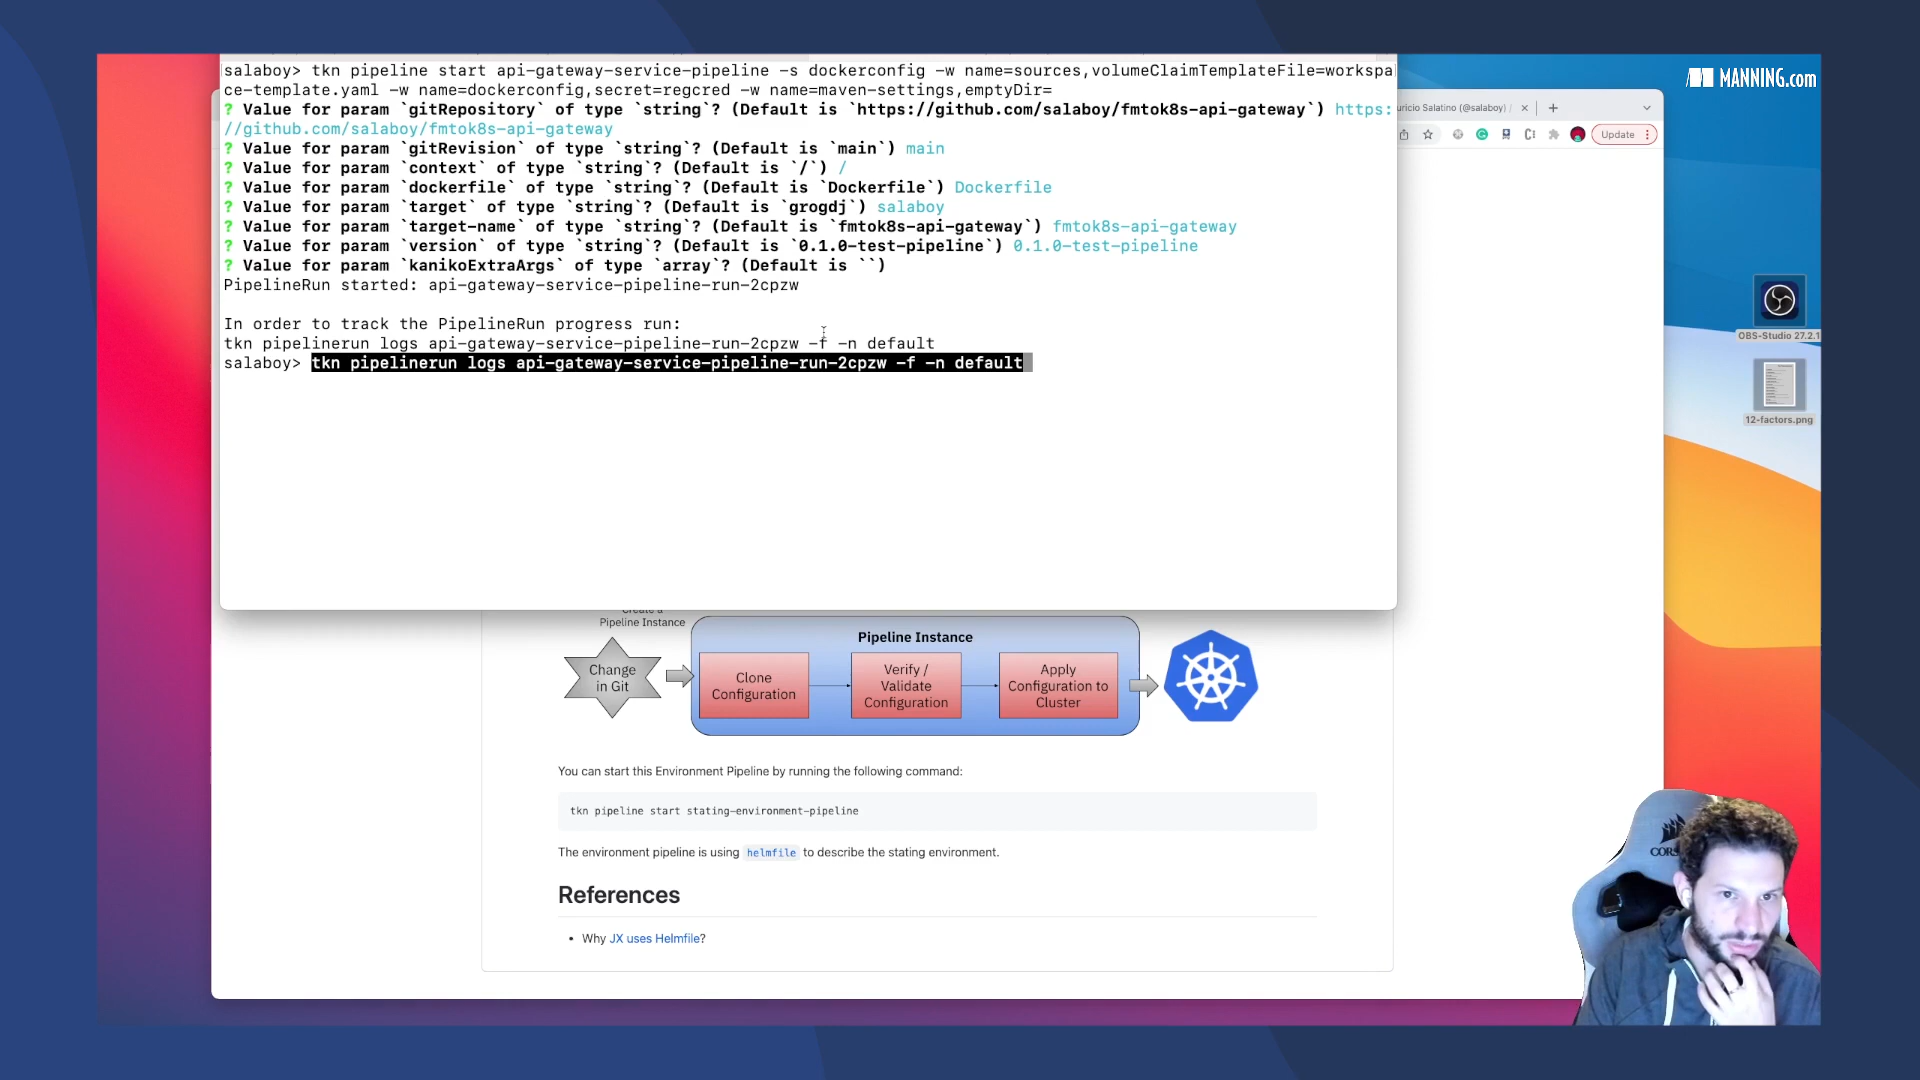 MANNING.com
salaboy> tkn pipeline start api-gateway-service-pipeline -s dockerconfig -w name=sources,volumeClaimTemplateFile=workspa
ce-template.yaml -w name=dockerconfig,secret=regcred -w name=maven-settings,emptyDir=
? Value for param `gitRepository` of type `string`? (Default is `https://github.com/salaboy/fmtok8s-api-gateway`) https:
//github.com/salaboy/fmtok8s-api-gateway
? Value for param `gitRevision` of type `string`? (Default is `main`) main
? Value for param `context` of type `string`? (Default is `/`) /
? Value for param `dockerfile` of type `string`? (Default is `Dockerfile`) Dockerfile
? Value for param `target` of type `string`? (Default is `grogdj`) salaboy
? Value for param `target-name` of type `string`? (Default is `fmtok8s-api-gateway`) fmtok8s-api-gateway
? Value for param `version` of type `string`? (Default is `0.1.0-test-pipeline`) 0.1.0-test-pipeline
? Value for param `kanikoExtraArgs` of type `array`? (Default is ``)
PipelineRun started: api-gateway-service-pipeline-run-2cpzw
In order to track the PipelineRun progress run:
tkn pipelinerun logs api-gateway-service-pipeline-run-2cpzw -f -n default
salaboy> tkn pipelinerun logs api-gateway-service-pipeline-run-2cpzw -f -n default
uricio Salatino (@salaboy) /
Update
OBS-Studio 27.2.1
12-factors.png
Create a
Pipeline Instance
Pipeline Instance
Change
in Git
Clone
Configuration
Verify /
Validate
Configuration
Apply
Configuration to
Cluster
You can start this Environment Pipeline by running the following command:
tkn pipeline start stating-environment-pipeline
The environment pipeline is using helmfile to describe the stating environment.
References
• Why JX uses Helmfile?
CORS